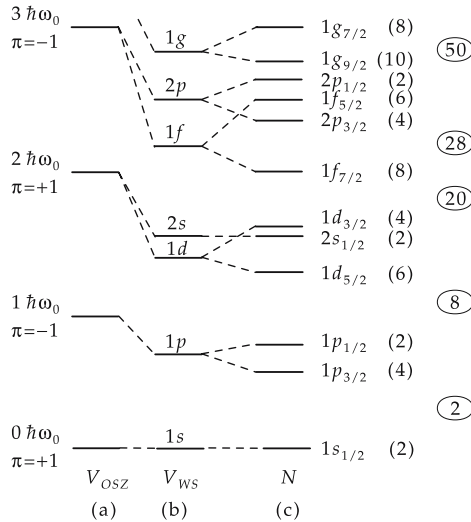 3 ħω₀
π=−1
1g
1g₇/₂ (8)
50
1g₉/₂ (10)
2p
2p₁/₂ (2)
1f₅/₂ (6)
2p₃/₂ (4)
1f
28
1f₇/₂ (8)
2 ħω₀
π=+1
20
2s
1d₃/₂ (4)
2s₁/₂ (2)
1d
1d₅/₂ (6)
1 ħω₀
π=−1
8
1p
1p₁/₂ (2)
1p₃/₂ (4)
2
0 ħω₀
π=+1
1s
1s₁/₂ (2)
V_OSZ V_WS N
(a) (b) (c)